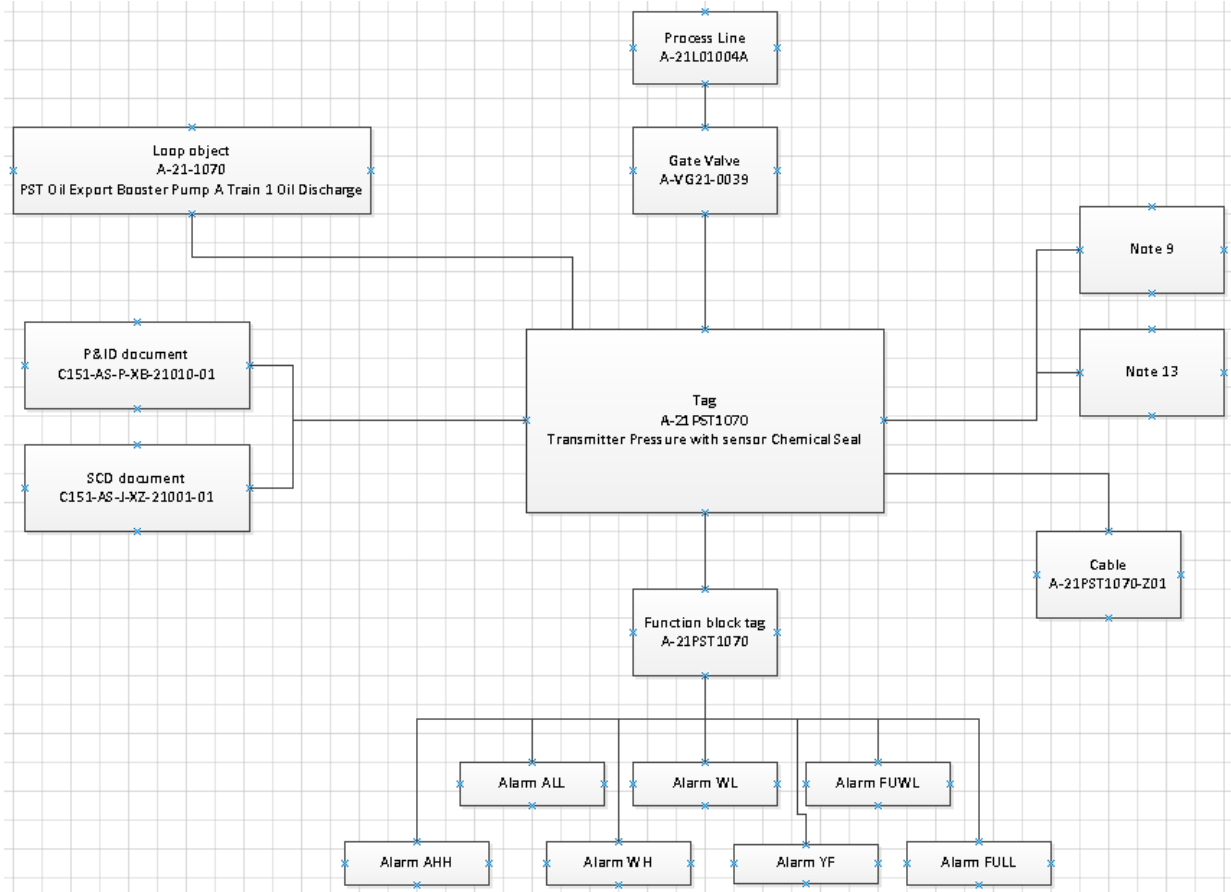 Process Line
A-21L01004A
Loop object
A-21-1070
PST Oil Export Booster Pump A Train 1 Oil Discharge
Gate Valve
A-VG21-0039
Note 9
P&ID document
C151-AS-P-XB-21010-01
Note 13
Tag
A-21PST1070
Transmitter Pressure with sensor Chemical Seal
SCD document
C151-AS-J-XZ-21001-01
Cable
A-21PST1070-Z01
Function block tag
A-21PST1070
Alarm ALL
Alarm WL
Alarm FUWL
Alarm AHH
Alarm WH
Alarm YF
Alarm FULL